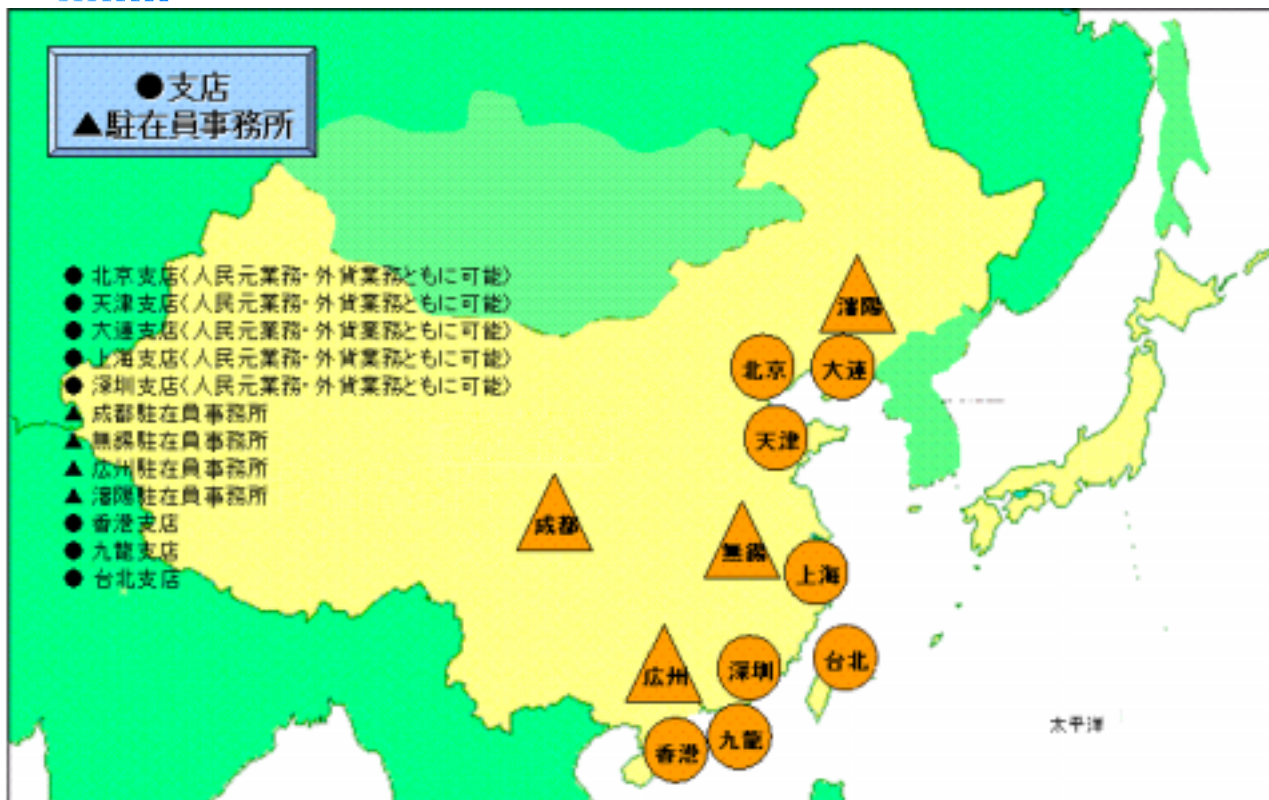 ●支店
▲駐在員事務所
● 北京支店(人民元業務・外貨業務ともに可能)
● 天津支店(人民元業務・外貨業務ともに可能)
● 大連支店(人民元業務・外貨業務ともに可能)
● 上海支店(人民元業務・外貨業務ともに可能)
● 深圳支店(人民元業務・外貨業務ともに可能)
▲ 成都駐在員事務所
▲ 無錫駐在員事務所
▲ 広州駐在員事務所
▲ 瀋陽駐在員事務所
● 香港支店
● 九龍支店
● 台北支店
瀋陽
北京
大連
天津
成都
無錫
上海
広州
深圳
台北
香港
九龍
太平洋